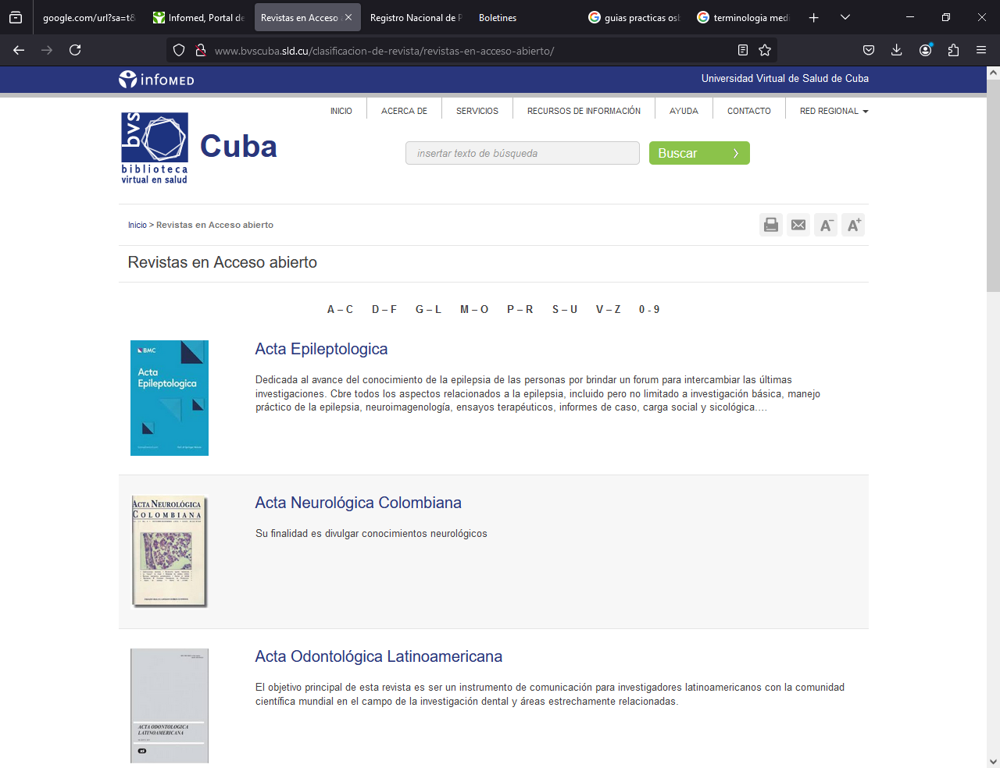 google.com/url?sa=t&
Infomed, Portal de
Revistas en Acceso
Registro Nacional de P
Boletines
guias practicas osb
terminologia medi
www.bvscuba.sld.cu/clasificacion-de-revista/revistas-en-acceso-abierto/
infoMED
Universidad Virtual de Salud de Cuba
INICIO
ACERCA DE
SERVICIOS
RECURSOS DE INFORMACIÓN
AYUDA
CONTACTO
RED REGIONAL
bvs
biblioteca
virtual en salud
Cuba
insertar texto de búsqueda
Buscar
Inicio > Revistas en Acceso abierto
A-
A+
Revistas en Acceso abierto
A – C D – F G – L M – O P – R S – U V – Z 0 - 9
BMC
Acta
Epileptologica
Acta Epileptologica
Dedicada al avance del conocimiento de la epilepsia de las personas por brindar un forum para intercambiar las últimas
investigaciones. Cbre todos los aspectos relacionados a la epilepsia, incluido pero no limitado a investigación básica, manejo
práctico de la epilepsia, neuroimagenología, ensayos terapéuticos, informes de caso, carga social y sicológica....
ACTA NEUROLÓGICA
COLOMBIANA
Acta Neurológica Colombiana
Su finalidad es divulgar conocimientos neurológicos
ACTA ODONTOLOGICA
LATINOAMERICANA
Acta Odontológica Latinoamericana
El objetivo principal de esta revista es ser un instrumento de comunicación para investigadores latinoamericanos con la comunidad
científica mundial en el campo de la investigación dental y áreas estrechamente relacionadas.